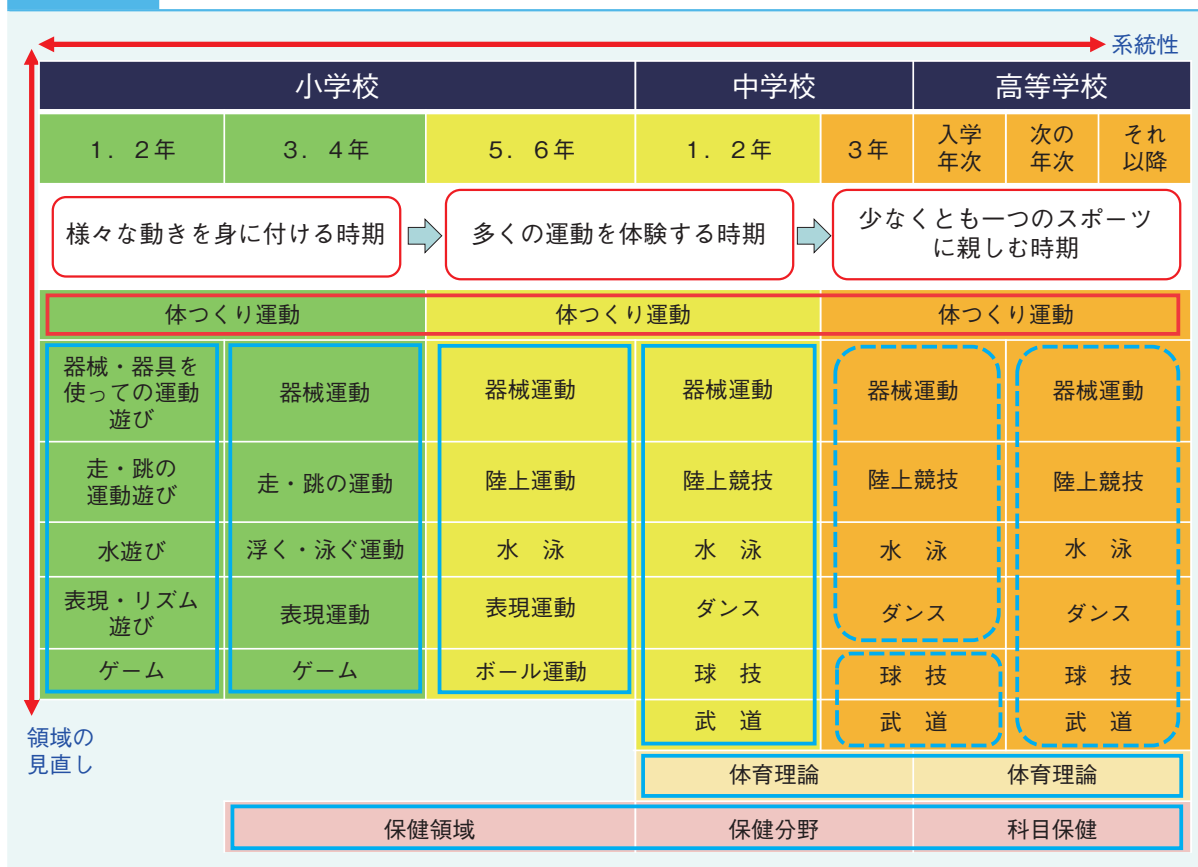 系統性
小学校 中学校 高等学校
1．2年 3．4年 5．6年 1．2年 3年 入学年次 次の年次 それ以降
様々な動きを身に付ける時期 多くの運動を体験する時期 少なくとも一つのスポーツ
に親しむ時期
体つくり運動 体つくり運動 体つくり運動
器械・器具を
使っての運動
遊び
器械運動 器械運動 器械運動 器械運動 器械運動
走・跳の
運動遊び
走・跳の運動 陸上運動 陸上競技 陸上競技 陸上競技
水遊び 浮く・泳ぐ運動 水　泳 水　泳 水　泳 水　泳
表現・リズム
遊び
表現運動 表現運動 ダンス ダンス ダンス
ゲーム ゲーム ボール運動 球　技 球　技 球　技
武　道 武　道 武　道
領域の
見直し
体育理論 体育理論
保健領域 保健分野 科目保健